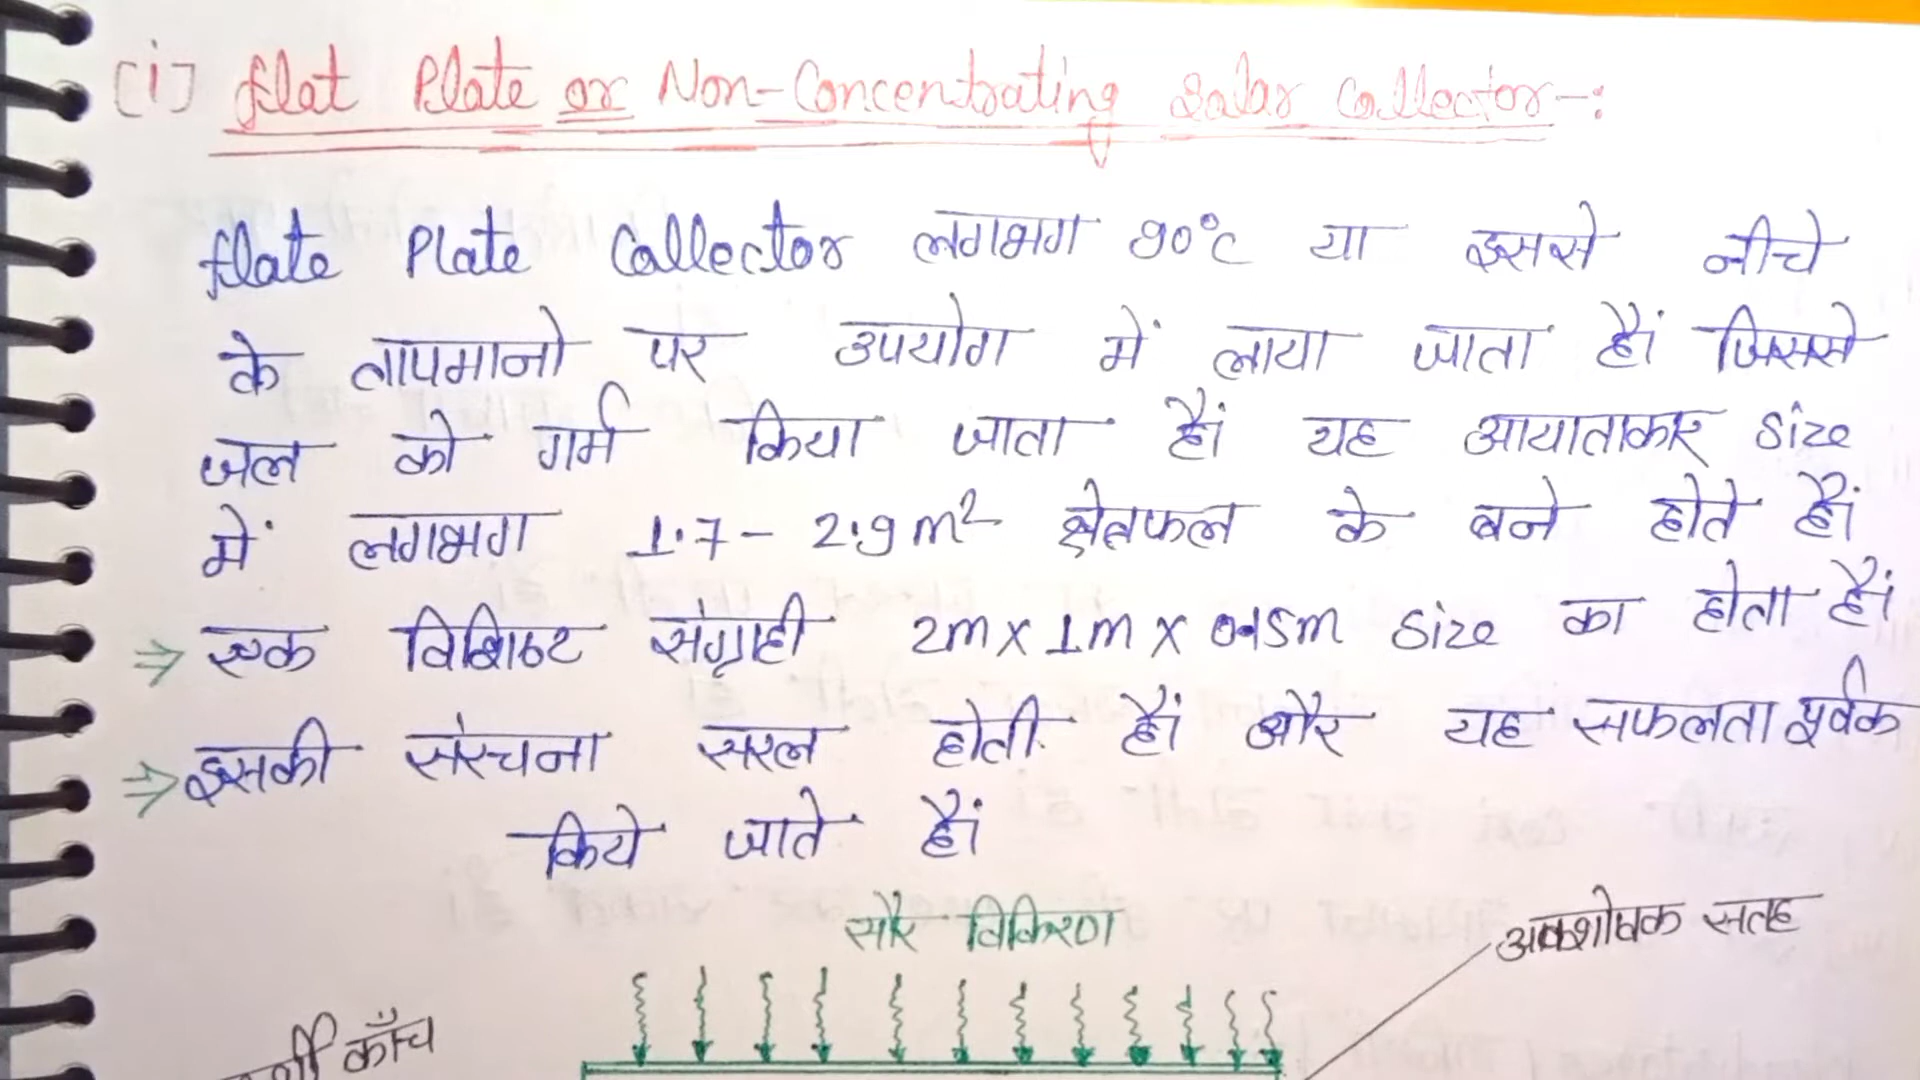 (i) Flat Plate or Non-Concentrating Solar Collector-:
Flate Plate Collector लगभग 90°C या इससे नीचे
के तापमानो पर उपयोग में लाया जाता हैं। जिससे
जल को गर्म किया जाता हैं। यह आयाताकार Size
में लगभग 1.7 - 2.9 m² क्षेत्रफल के बने होते हैं।
⇒ एक विशिष्ट संग्राही 2m x 1m x 0.15m Size का होता हैं।
⇒ इसकी संरचना सरल होती हैं। और यह सफलता पूर्वक
किये जाते हैं।
सौर विकिरण
अवशोषक सतह
काँच